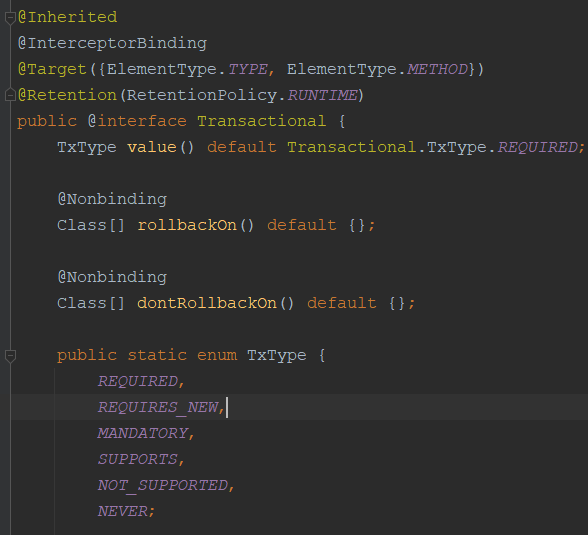 @Inherited
@InterceptorBinding
@Target({ElementType.TYPE, ElementType.METHOD})
@Retention(RetentionPolicy.RUNTIME)
public @interface Transactional {
    TxType value() default Transactional.TxType.REQUIRED;

    @Nonbinding
    Class[] rollbackOn() default {};

    @Nonbinding
    Class[] dontRollbackOn() default {};

    public static enum TxType {
        REQUIRED,
        REQUIRES_NEW,
        MANDATORY,
        SUPPORTS,
        NOT_SUPPORTED,
        NEVER;